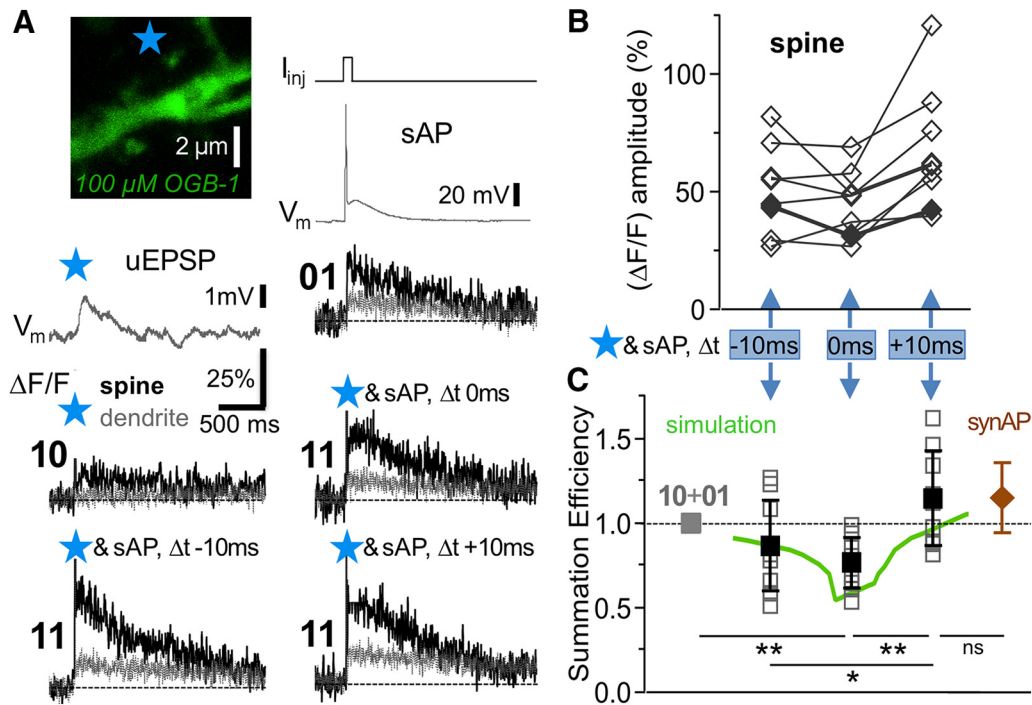 A
2 µm
100 µM OGB-1
Iinj
sAP
20 mV
Vm
uEPSP
1mV
Vm
01
ΔF/F
spine
dendrite
25%
500 ms
10
& sAP, Δt 0ms
11
& sAP, Δt -10ms
11
& sAP, Δt +10ms
11
B
spine
(ΔF/F) amplitude (%)
100
50
0
& sAP, Δt
-10ms
0ms
+10ms
C
simulation
synAP
10+01
Summation Efficiency
1.5
1.0
0.5
0.0
**
**
ns
*